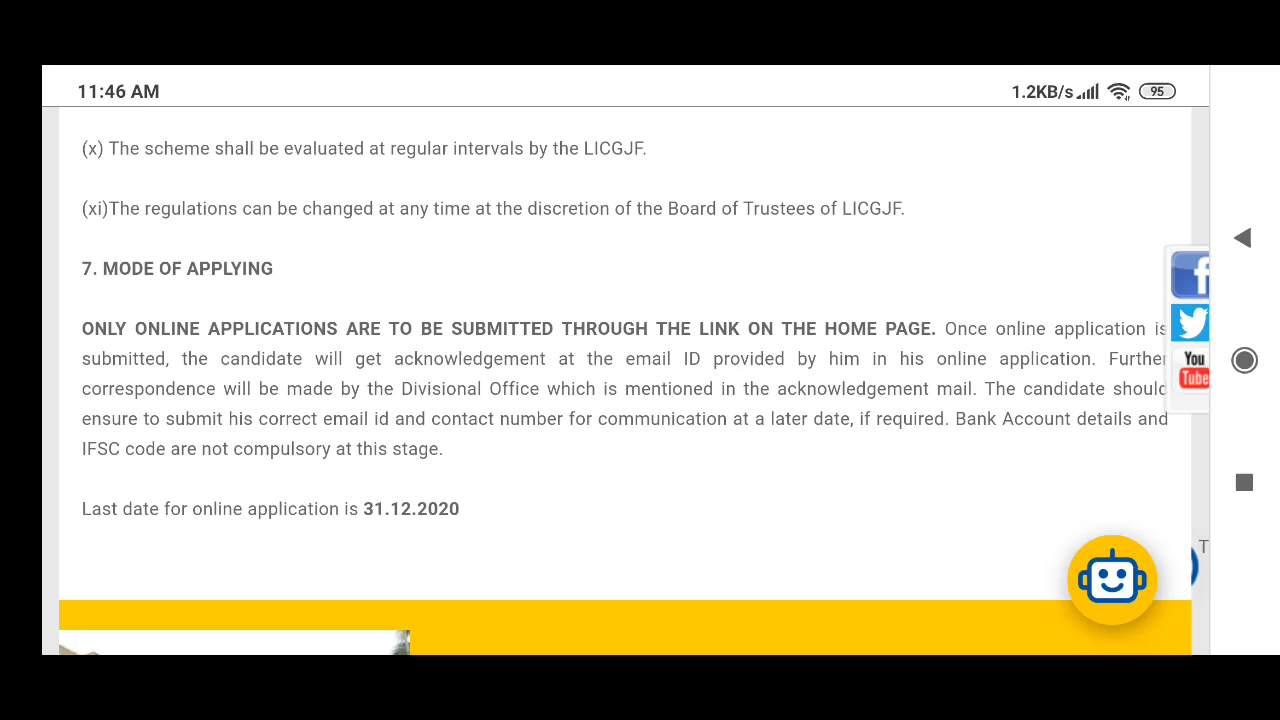 11:46 AM
1.2KB/s
95
(x) The scheme shall be evaluated at regular intervals by the LICGJF.
(xi)The regulations can be changed at any time at the discretion of the Board of Trustees of LICGJF.
7. MODE OF APPLYING
ONLY ONLINE APPLICATIONS ARE TO BE SUBMITTED THROUGH THE LINK ON THE HOME PAGE. Once online application is
submitted, the candidate will get acknowledgement at the email ID provided by him in his online application. Further
correspondence will be made by the Divisional Office which is mentioned in the acknowledgement mail. The candidate should
ensure to submit his correct email id and contact number for communication at a later date, if required. Bank Account details and
IFSC code are not compulsory at this stage.
Last date for online application is 31.12.2020
f
You
Tube
T